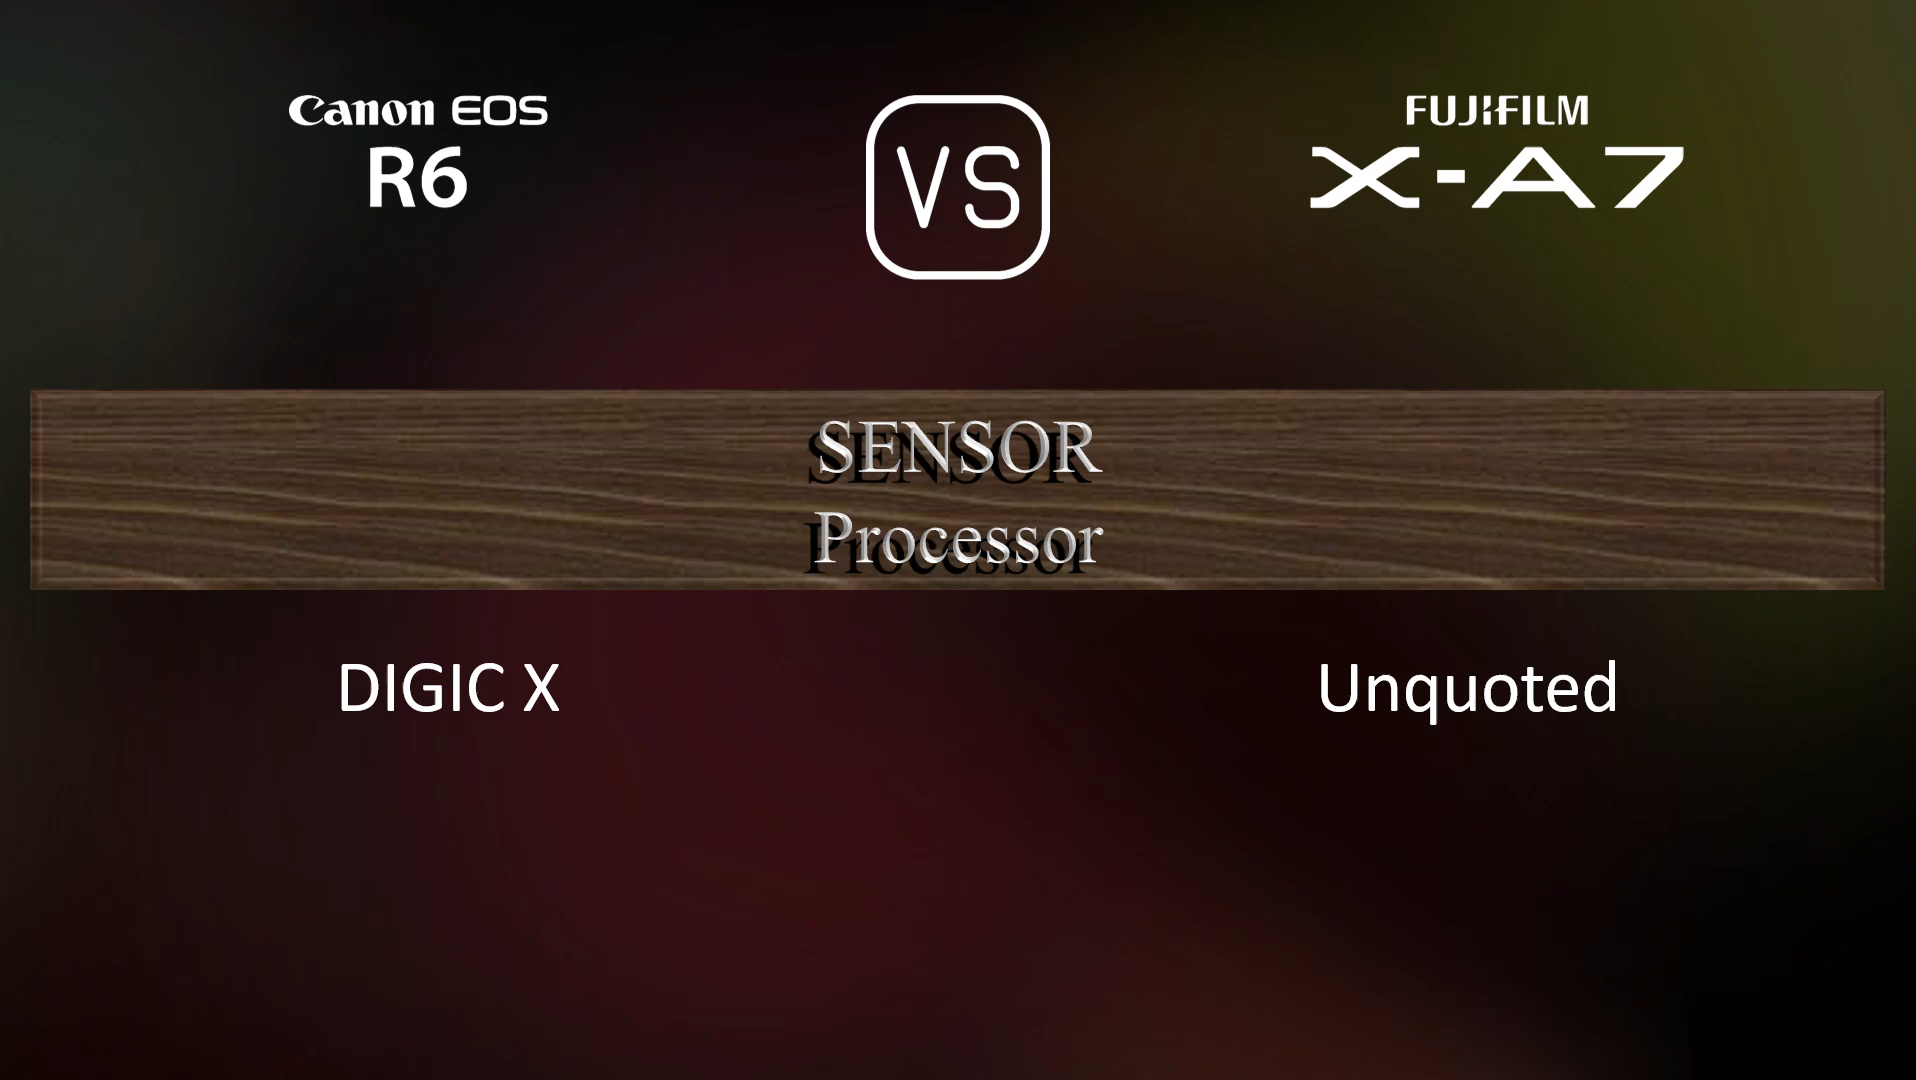 Canon EOS
R6
VS
FUJIFILM
X-A7
SENSOR
Processor
DIGIC X
Unquoted